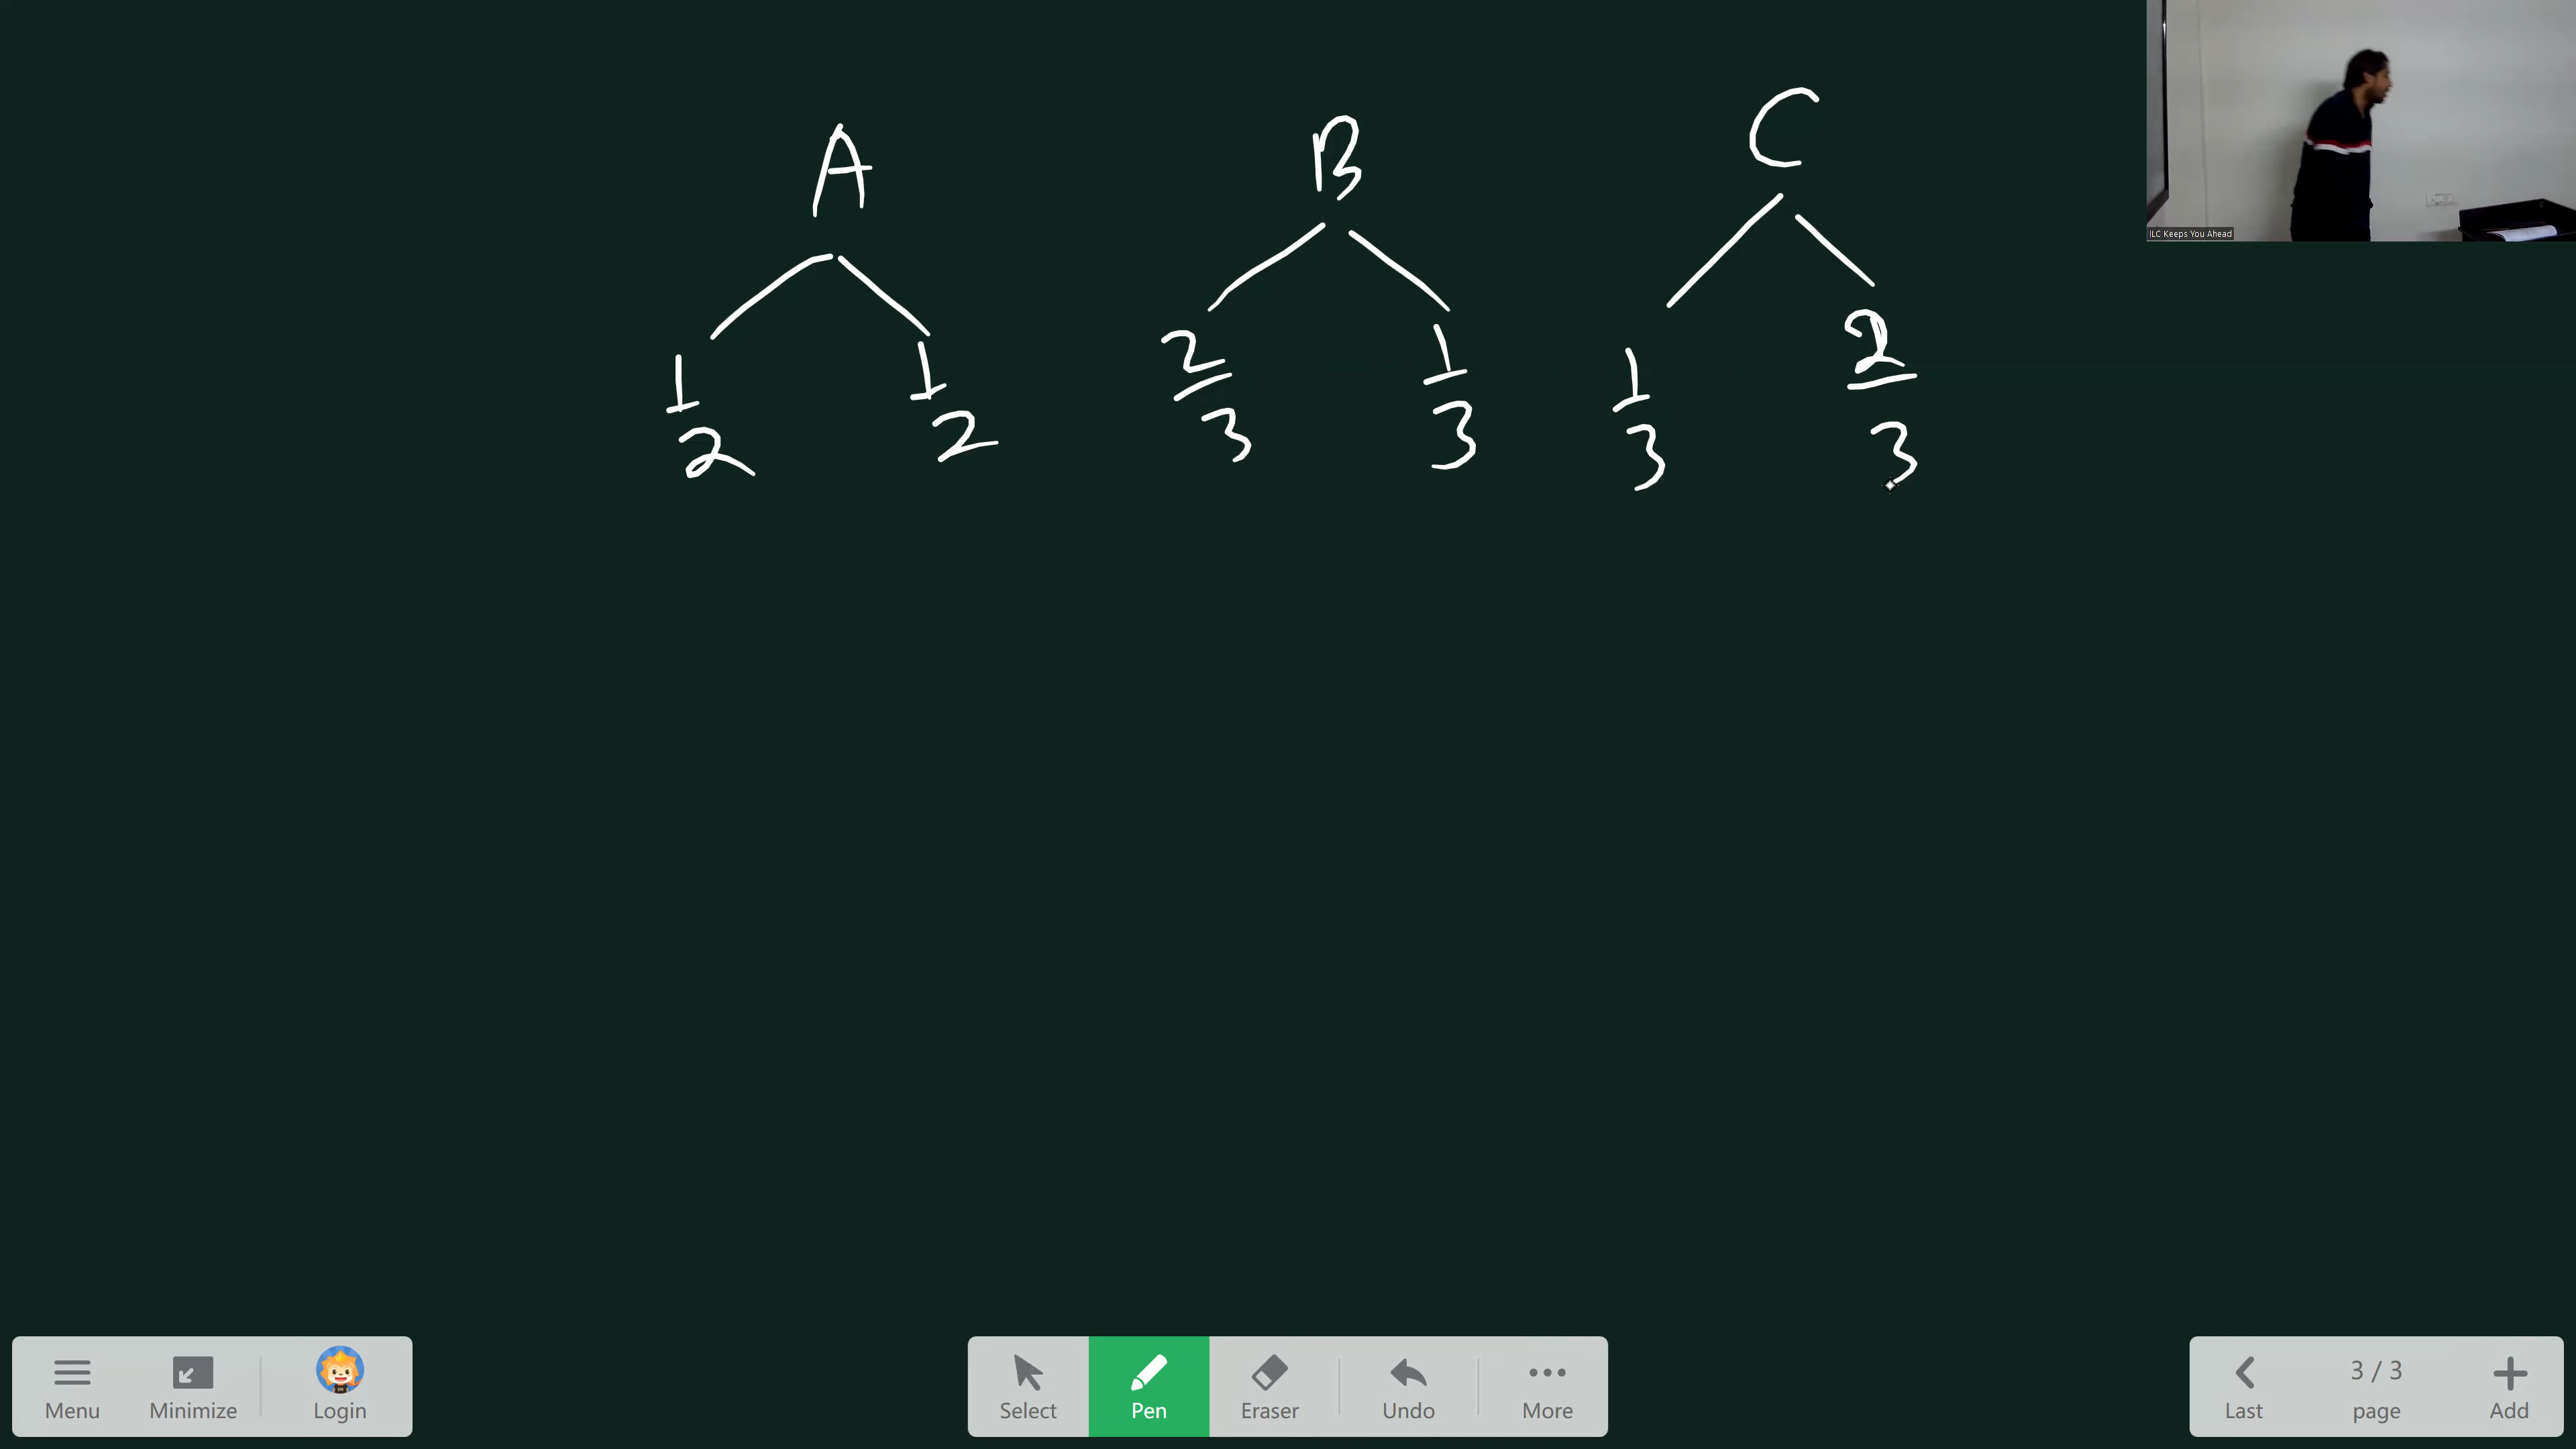 A B C
1/2 1/2 2/3 1/3 1/3 2/3
ILC Keeps You Ahead
Menu Minimize Login Select Pen Eraser Undo More Last 3 / 3 page Add